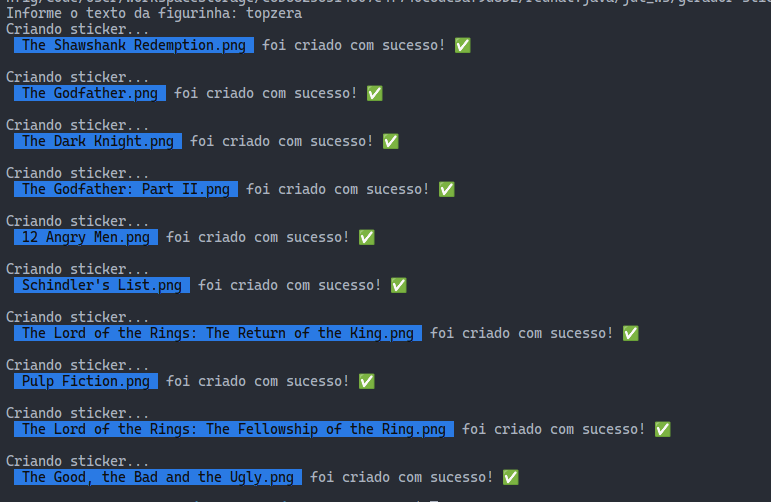 Informe o texto da figurinha: topzera
Criando sticker...
The Shawshank Redemption.png foi criado com sucesso! ✅
Criando sticker...
The Godfather.png foi criado com sucesso! ✅
Criando sticker...
The Dark Knight.png foi criado com sucesso! ✅
Criando sticker...
The Godfather: Part II.png foi criado com sucesso! ✅
Criando sticker...
12 Angry Men.png foi criado com sucesso! ✅
Criando sticker...
Schindler's List.png foi criado com sucesso! ✅
Criando sticker...
The Lord of the Rings: The Return of the King.png foi criado com sucesso! ✅
Criando sticker...
Pulp Fiction.png foi criado com sucesso! ✅
Criando sticker...
The Lord of the Rings: The Fellowship of the Ring.png foi criado com sucesso! ✅
Criando sticker...
The Good, the Bad and the Ugly.png foi criado com sucesso! ✅